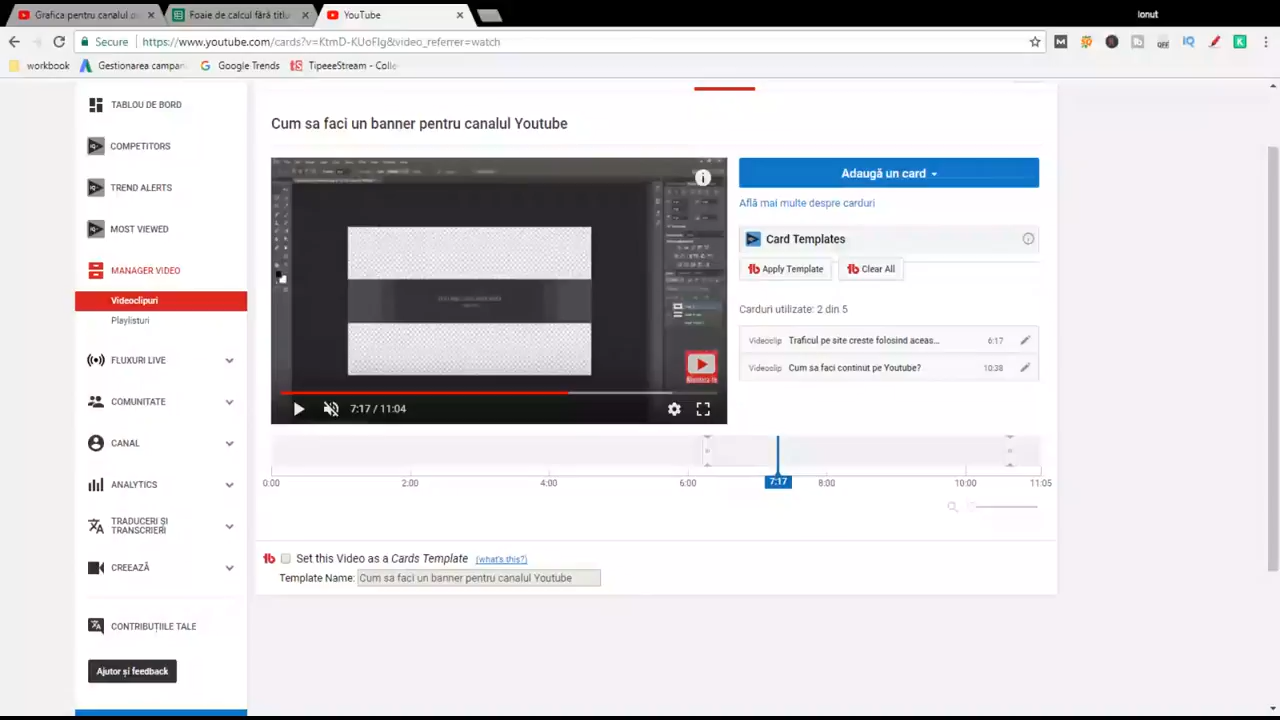 Grafica pentru canalul
Foaie de calcul fără titlu
YouTube
Ionut
Secure
https://www.youtube.com/cards?v=KtmD-KUoFlg&video_referrer=watch
workbook
Gestionarea campan
Google Trends
TipeeeStream - Colle
TABLOU DE BORD
COMPETITORS
TREND ALERTS
MOST VIEWED
MANAGER VIDEO
Videoclipuri
Playlisturi
FLUXURI LIVE
COMUNITATE
CANAL
ANALYTICS
TRADUCERI ȘI
TRANSCRIERI
CREEAZĂ
CONTRIBUȚIILE TALE
Ajutor și feedback
Cum sa faci un banner pentru canalul Youtube
7:17 / 11:04
Adaugă un card
Află mai multe despre carduri
Card Templates
Apply Template
Clear All
Carduri utilizate: 2 din 5
Videoclip Traficul pe site creste folosind aceas... 6:17
Videoclip Cum sa faci continut pe Youtube? 10:38
0:00 2:00 4:00 6:00 7:17 8:00 10:00 11:05
Set this Video as a Cards Template (what's this?)
Template Name: Cum sa faci un banner pentru canalul Youtube